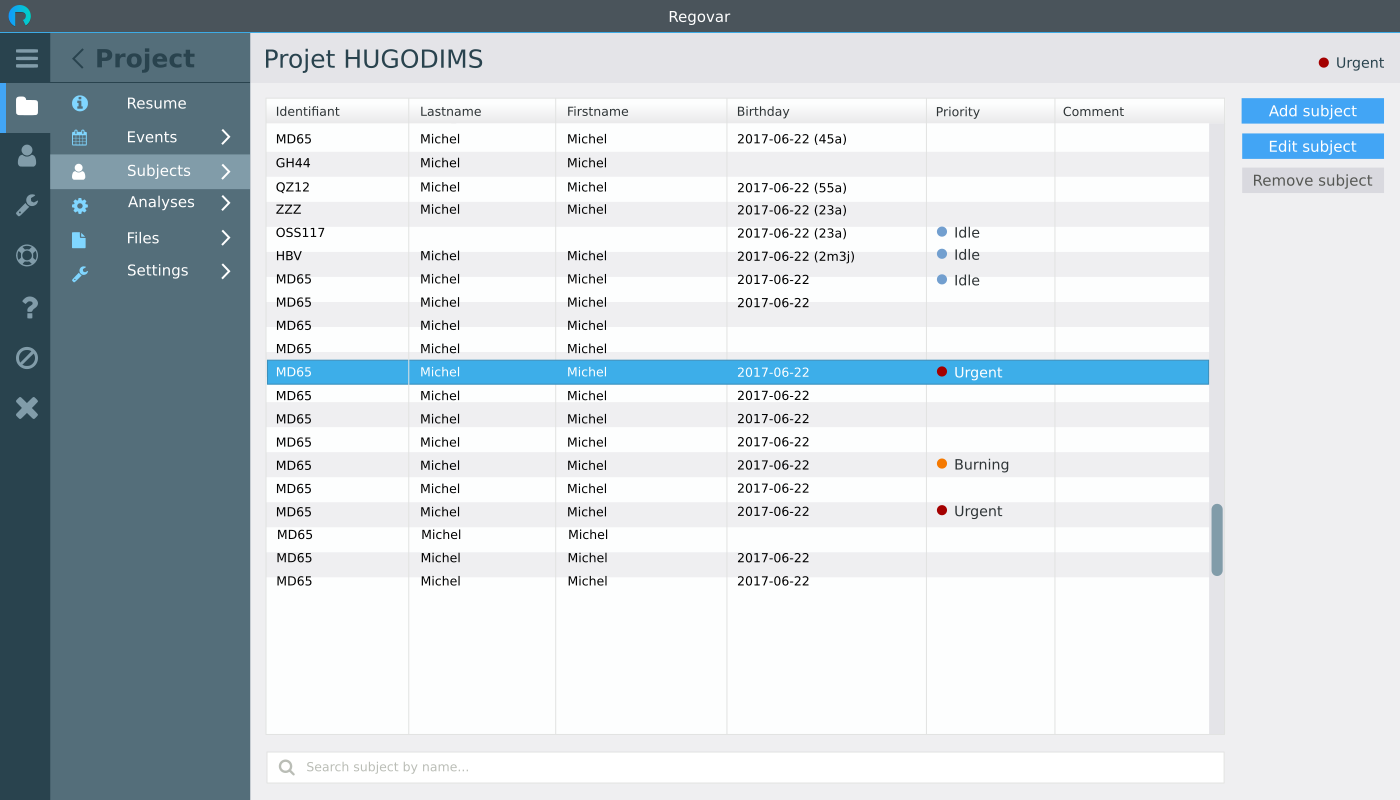 Regovar
Project
Projet HUGODIMS
Urgent
Resume
Events
Subjects
Analyses
Files
Settings
Identifiant Lastname Firstname Birthday Priority Comment
MD65 Michel Michel 2017-06-22 (45a)
GH44 Michel Michel
QZ12 Michel Michel 2017-06-22 (55a)
ZZZ Michel Michel 2017-06-22 (23a)
OSS117 2017-06-22 (23a) Idle
HBV Michel Michel 2017-06-22 (2m3j) Idle
MD65 Michel Michel 2017-06-22 Idle
MD65 Michel Michel 2017-06-22
MD65 Michel Michel
MD65 Michel Michel
MD65 Michel Michel 2017-06-22 Urgent
MD65 Michel Michel 2017-06-22
MD65 Michel Michel 2017-06-22
MD65 Michel Michel 2017-06-22
MD65 Michel Michel 2017-06-22 Burning
MD65 Michel Michel 2017-06-22
MD65 Michel Michel 2017-06-22 Urgent
MD65 Michel Michel
MD65 Michel Michel 2017-06-22
MD65 Michel Michel 2017-06-22
Search subject by name...
Add subject
Edit subject
Remove subject